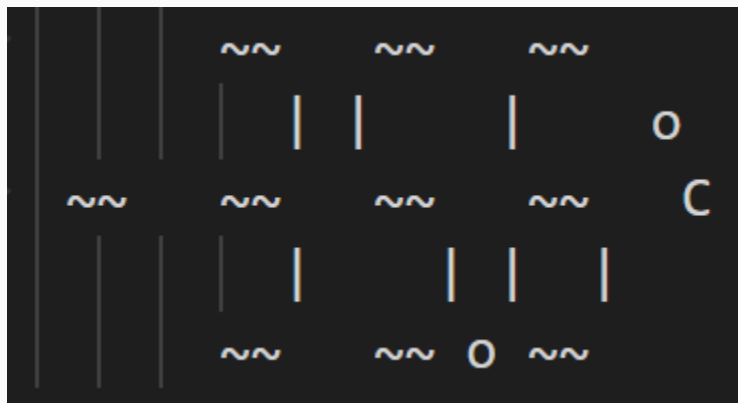 ~~   ~~   ~~
| |    |    o
~~   ~~   ~~   ~~   C
|    | |  |
~~   ~~ o ~~